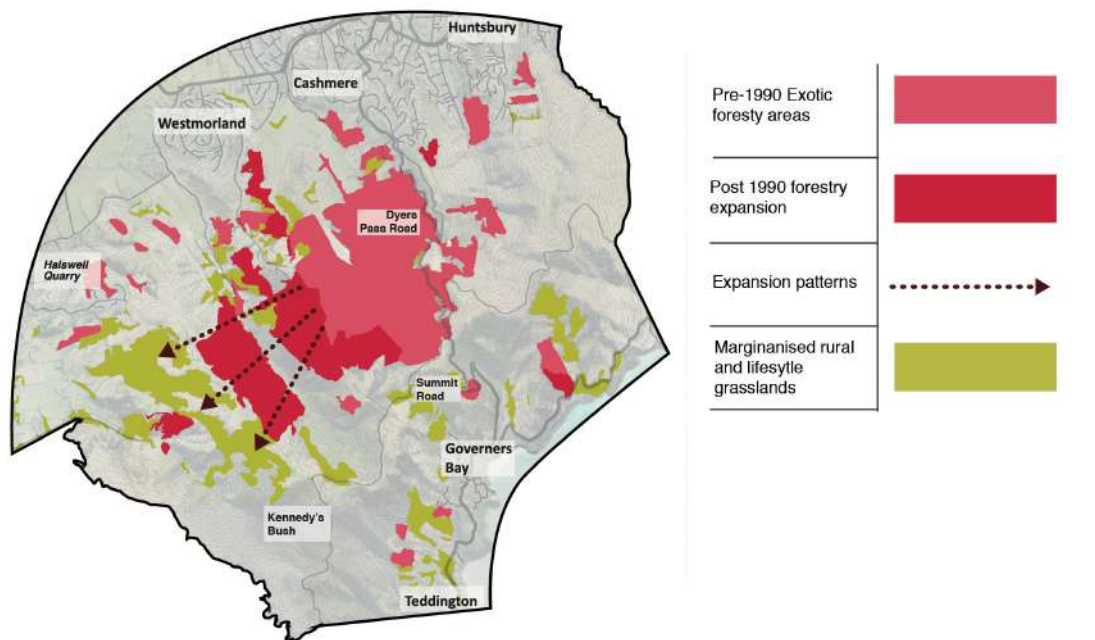 Huntsbury
Cashmere
Westmorland
Dyers
Pass Road
Halswell
Quarry
Summit
Road
Governers
Bay
Kennedy's
Bush
Teddington
Pre-1990 Exotic
foresty areas
Post 1990 forestry
expansion
Expansion patterns
Marginanised rural
and lifesytle
grasslands